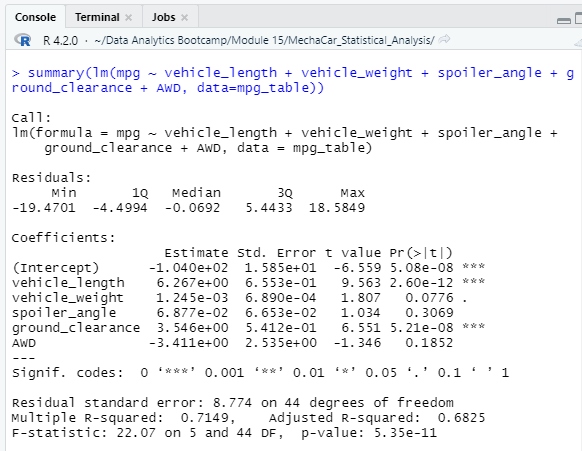 Console Terminal × Jobs ×
R 4.2.0 · ~/Data Analytics Bootcamp/Module 15/MechaCar_Statistical_Analysis/
> summary(lm(mpg ~ vehicle_length + vehicle_weight + spoiler_angle + g
round_clearance + AWD, data=mpg_table))
Call:
lm(formula = mpg ~ vehicle_length + vehicle_weight + spoiler_angle +
    ground_clearance + AWD, data = mpg_table)
Residuals:
     Min       1Q   Median       3Q      Max
-19.4701  -4.4994  -0.0692   5.4433  18.5849
Coefficients:
                   Estimate Std. Error t value Pr(>|t|)
(Intercept)      -1.040e+02  1.585e+01  -6.559 5.08e-08 ***
vehicle_length    6.267e+00  6.553e-01   9.563 2.60e-12 ***
vehicle_weight    1.245e-03  6.890e-04   1.807   0.0776 .
spoiler_angle     6.877e-02  6.653e-02   1.034   0.3069
ground_clearance  3.546e+00  5.412e-01   6.551 5.21e-08 ***
AWD              -3.411e+00  2.535e+00  -1.346   0.1852
---
Signif. codes:  0 ‘***’ 0.001 ‘**’ 0.01 ‘*’ 0.05 ‘.’ 0.1 ‘ ’ 1
Residual standard error: 8.774 on 44 degrees of freedom
Multiple R-squared:  0.7149,    Adjusted R-squared:  0.6825
F-statistic: 22.07 on 5 and 44 DF,  p-value: 5.35e-11